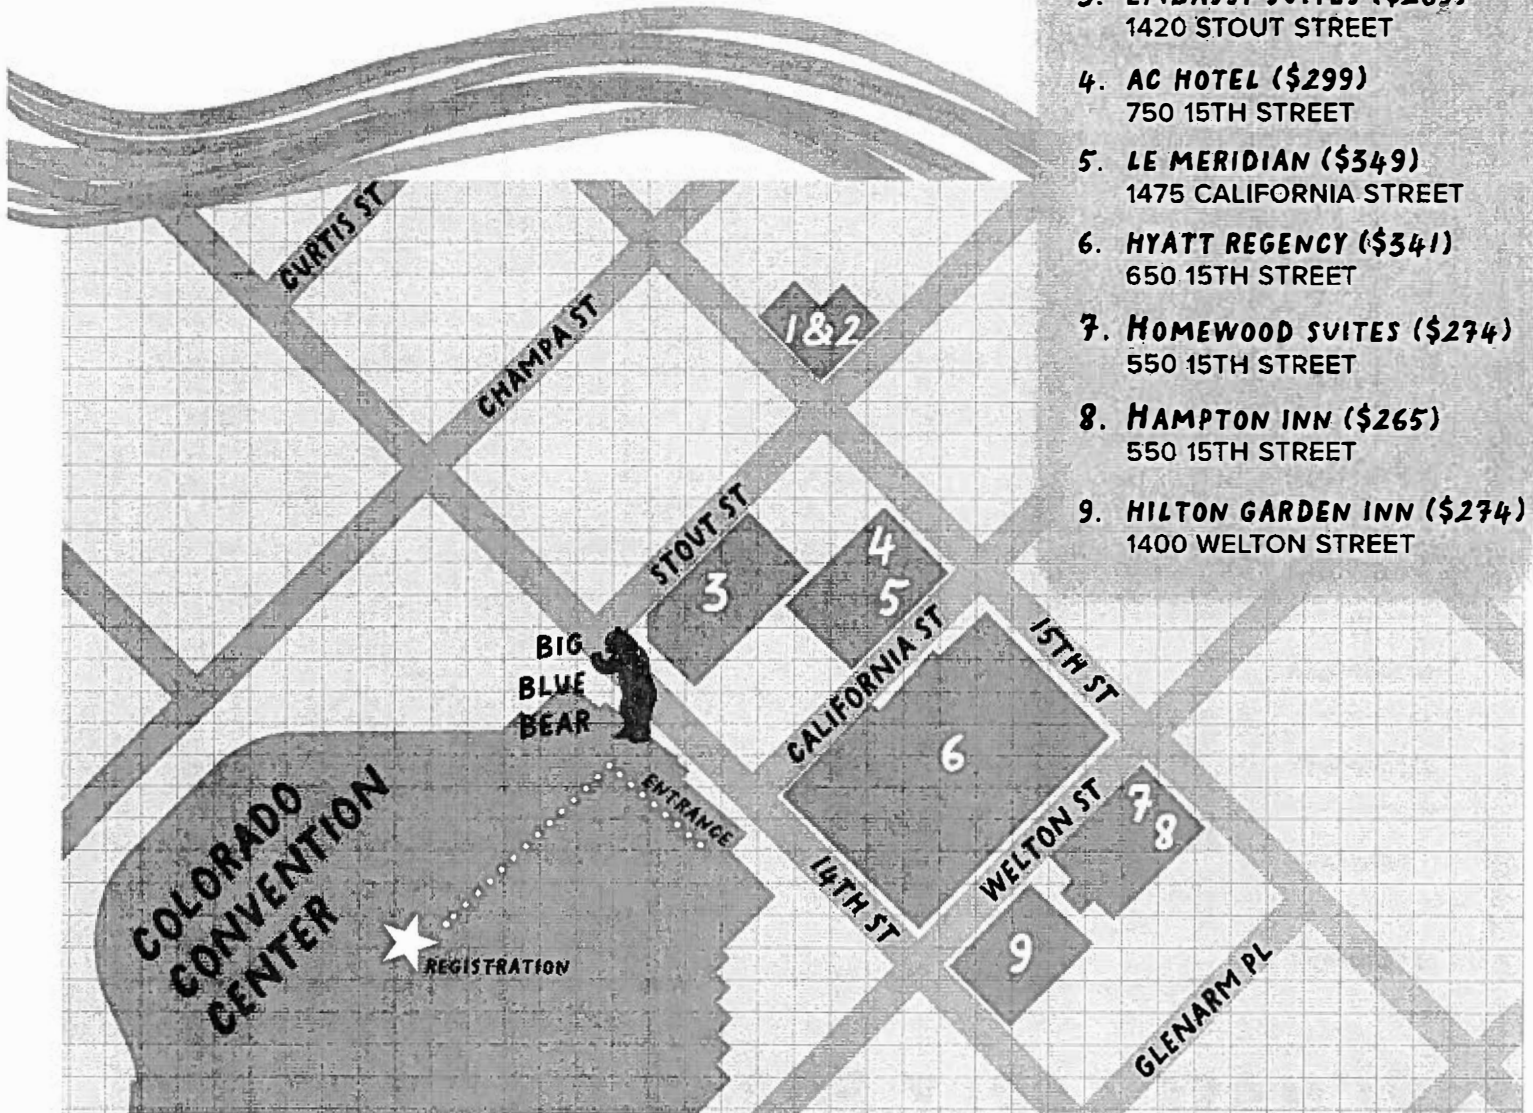 1420 STOUT STREET
4. AC HOTEL ($299)
750 15TH STREET
5. LE MERIDIAN ($349)
1475 CALIFORNIA STREET
6. HYATT REGENCY ($341)
650 15TH STREET
7. HOMEWOOD SUITES ($274)
550 15TH STREET
8. HAMPTON INN ($265)
550 15TH STREET
9. HILTON GARDEN INN ($274)
1400 WELTON STREET
CURTIS ST
CHAMPA ST
1&2
STOUT ST
3
4
5
CALIFORNIA ST
15TH ST
BIG
BLUE
BEAR
6
ENTRANCE
WELTON ST
7
8
14TH ST
9
GLENARM PL
COLORADO
CONVENTION
CENTER
REGISTRATION